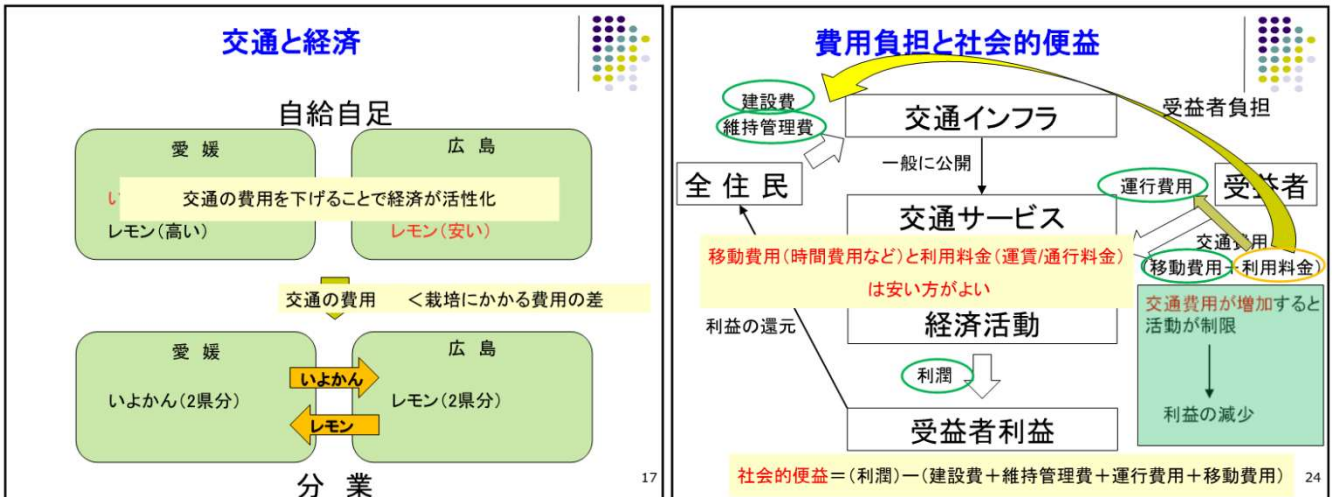 交通と経済
自給自足
愛 媛
広 島
い
交通の費用を下げることで経済が活性化
レモン(高い)
レモン(安い)
交通の費用 <栽培にかかる費用の差
愛 媛
広 島
いよかん
いよかん(2県分)
レモン(2県分)
レモン
分 業
17
費用負担と社会的便益
建設費
維持管理費
交通インフラ
受益者負担
一般に公開
全 住 民
運行費用
受益者
交通サービス
交通費用
(移動費用+利用料金)
移動費用(時間費用など)と利用料金(運賃/通行料金)
は安い方がよい
交通費用が増加すると
活動が制限
利益の還元
経済活動
利潤
利益の減少
受益者利益
社会的便益=(利潤)-(建設費+維持管理費+運行費用+移動費用)
24